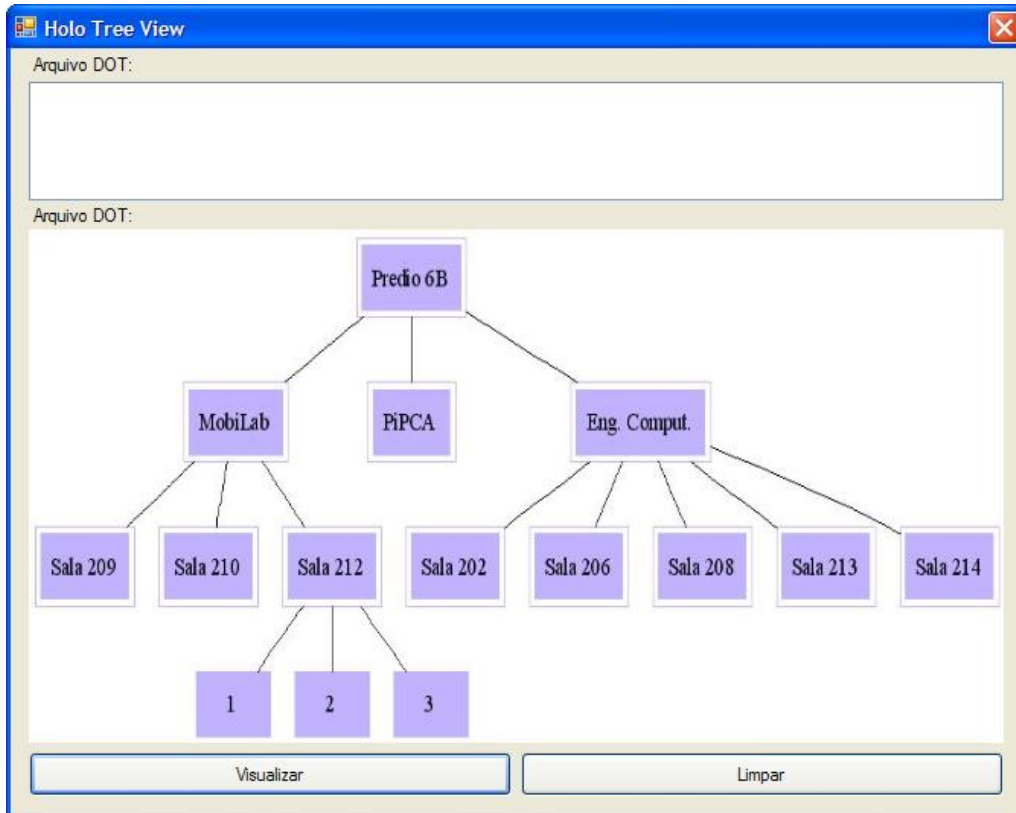 Holo Tree View
Arquivo DOT:
Arquivo DOT:
Predio 6B
MobiLab PiPCA Eng. Comput.
Sala 209 Sala 210 Sala 212 Sala 202 Sala 206 Sala 208 Sala 213 Sala 214
1 2 3
Visualizar Limpar